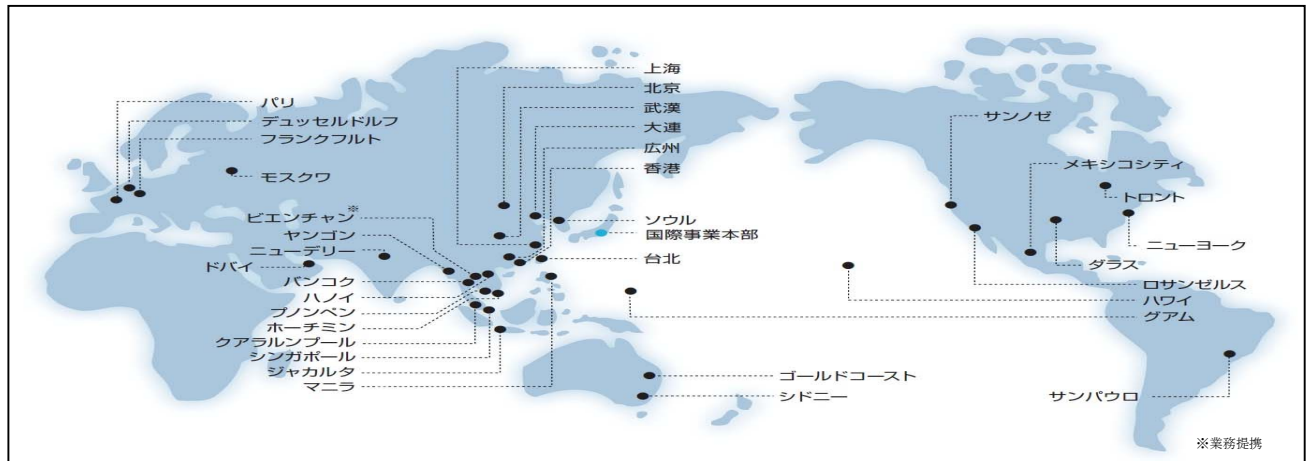 パリ
デュッセルドルフ
フランクフルト
モスクワ
ビエンチャン※
ヤンゴン
ニューデリー
ドバイ
バンコク
ハノイ
プノンペン
ホーチミン
クアラルンプール
シンガポール
ジャカルタ
マニラ
上海
北京
武漢
大連
広州
香港
ソウル
国際事業本部
台北
ゴールドコースト
シドニー
サンノゼ
メキシコシティ
トロント
ニューヨーク
ダラス
ロサンゼルス
ハワイ
グアム
サンパウロ
※業務提携